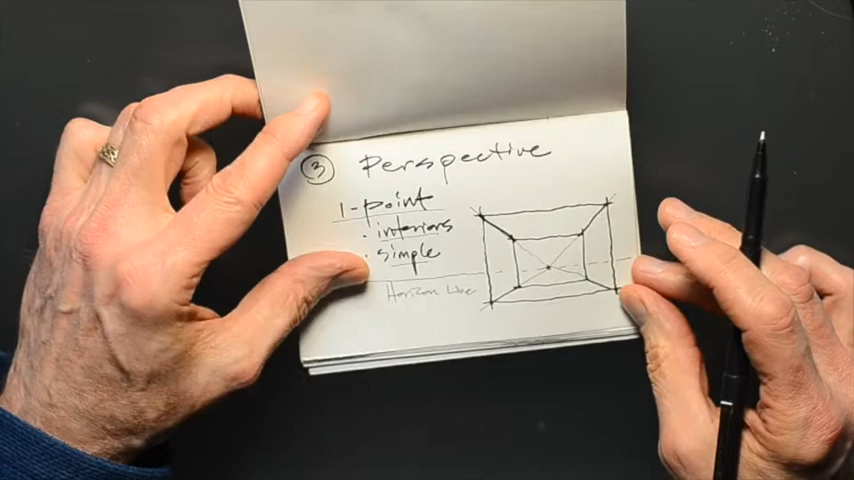 ③ Perspective
1-point
· interiors
· simple
Horizon Line